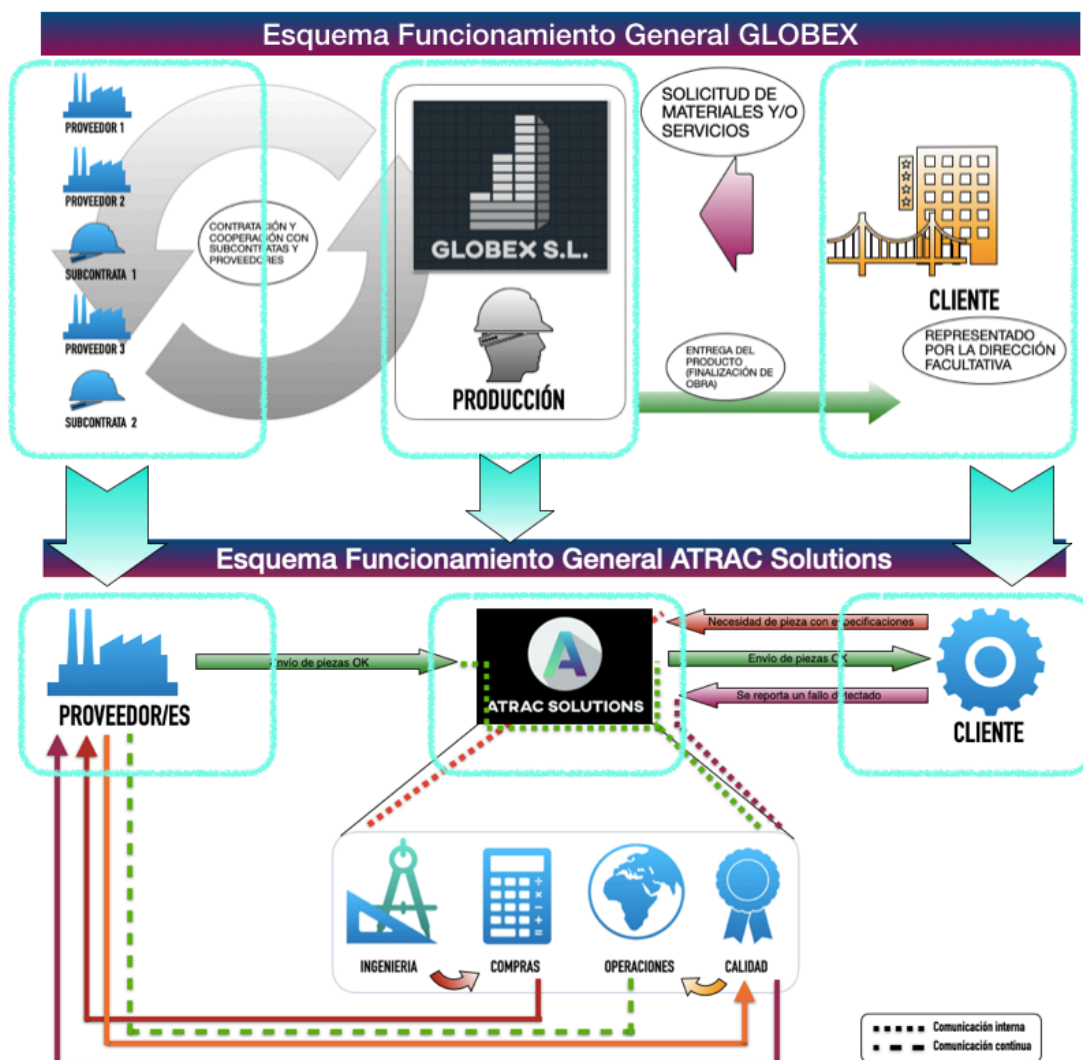 Esquema Funcionamiento General GLOBEX
PROVEEDOR 1
PROVEEDOR 2
SUBCONTRATA 1
PROVEEDOR 3
SUBCONTRATA 2
CONTRATACIÓN Y
COOPERACIÓN CON
SUBCONTRATAS Y
PROVEEDORES
GLOBEX S.L.
PRODUCCIÓN
SOLICITUD DE
MATERIALES Y/O
SERVICIOS
ENTREGA DEL
PRODUCTO
(FINALIZACIÓN DE
OBRA)
CLIENTE
REPRESENTADO
POR LA DIRECCIÓN
FACULTATIVA
Esquema Funcionamiento General ATRAC Solutions
PROVEEDOR/ES
Envío de piezas OK
A
ATRAC SOLUTIONS
Necesidad de pieza con especificaciones
Envío de piezas OK
Se reporta un fallo detectado
CLIENTE
INGENIERIA
COMPRAS
OPERACIONES
CALIDAD
Comunicación interna
Comunicación continua